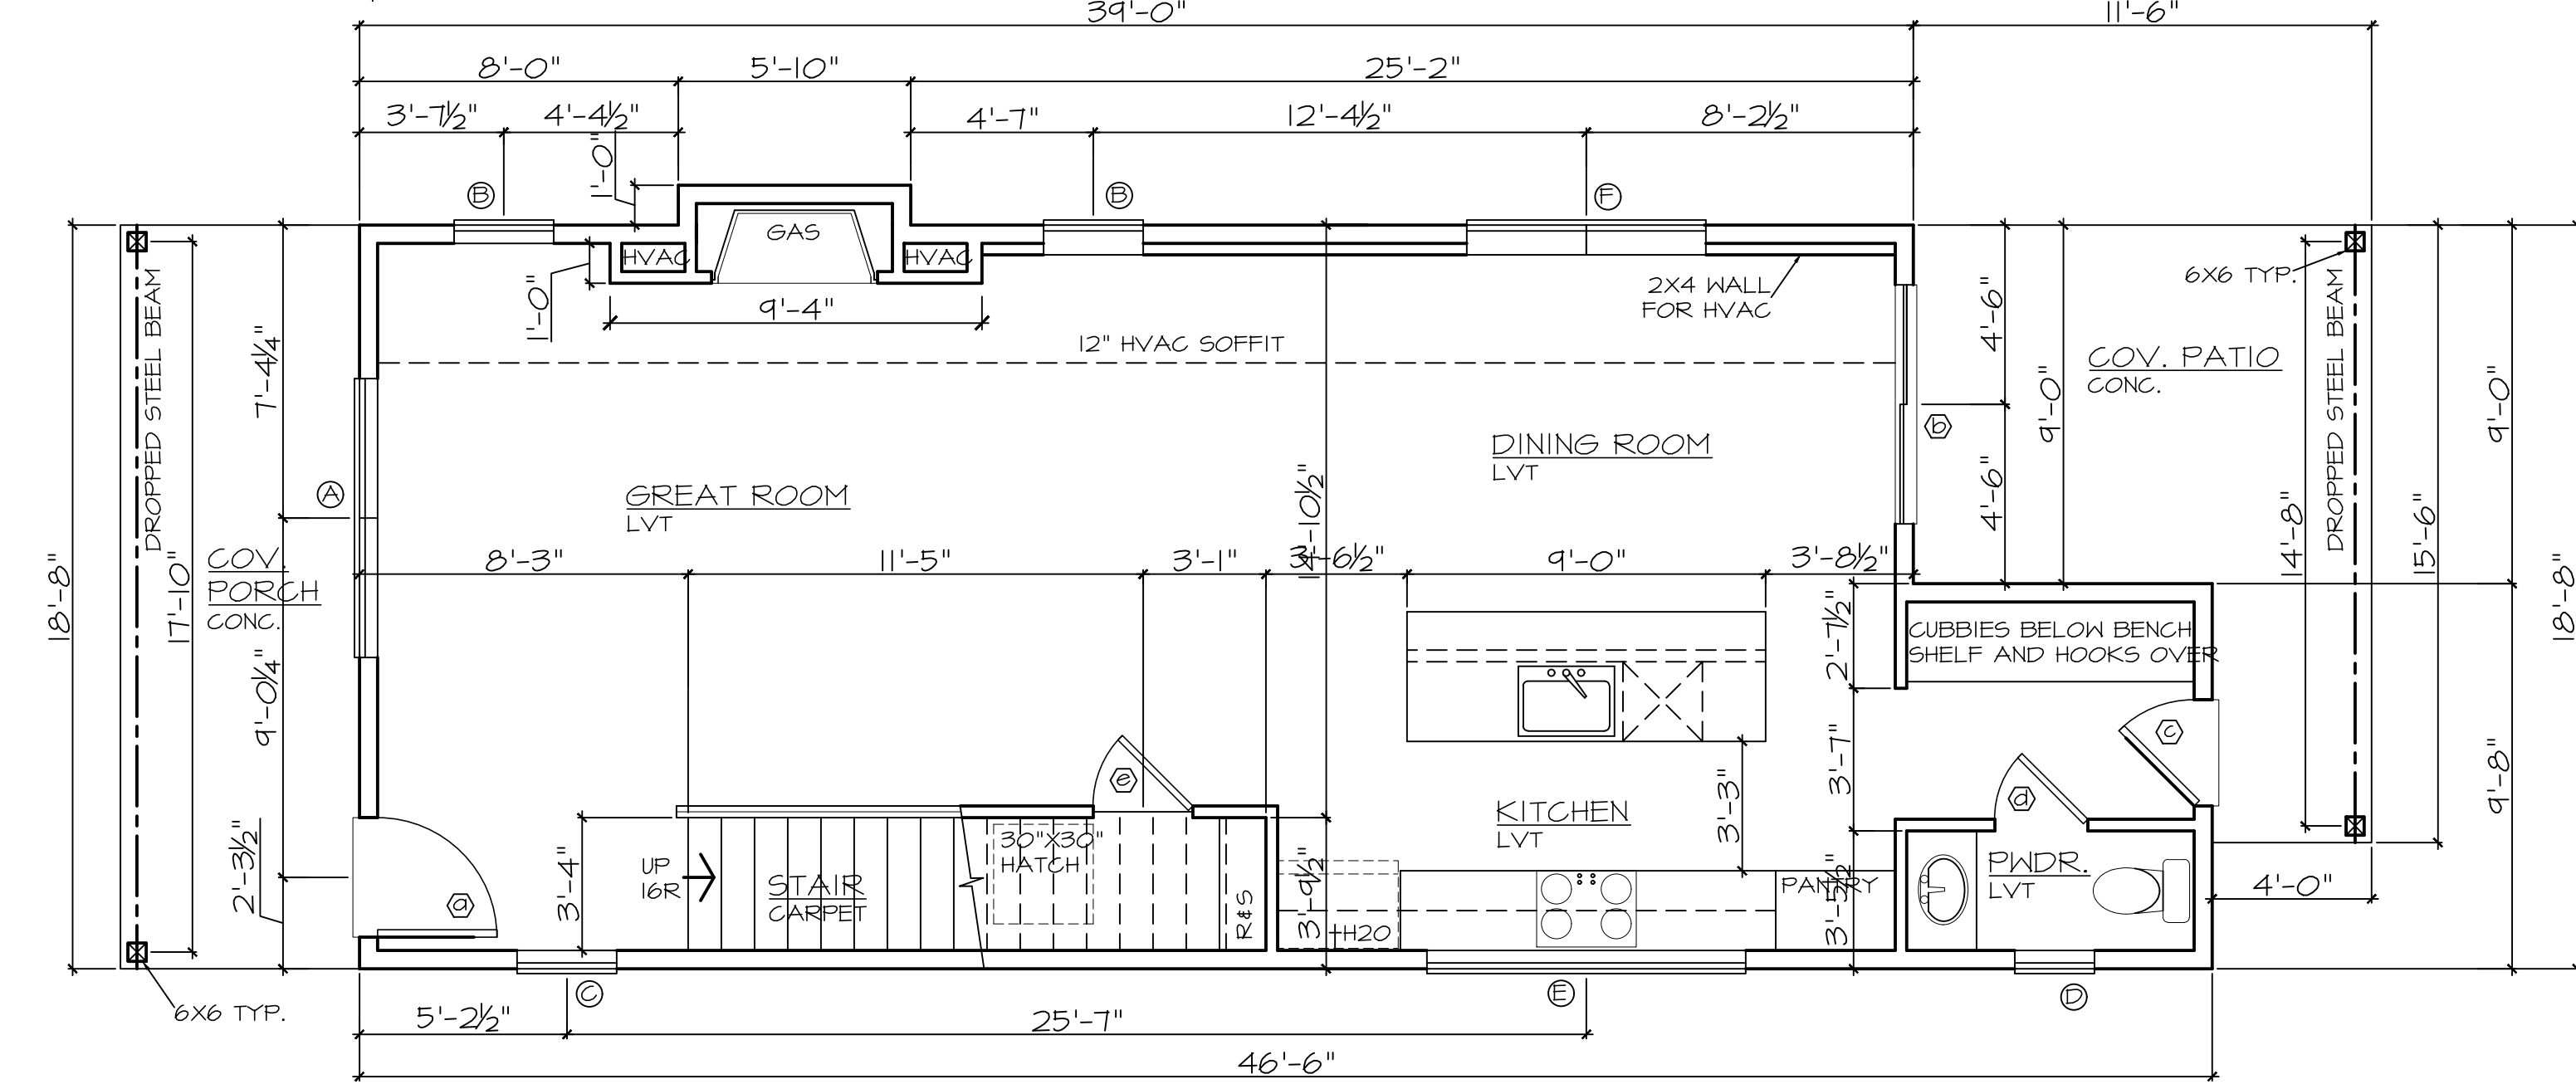 39'-0"
11'-6"
8'-0"
5'-10"
25'-2"
3'-7½"
4'-4½"
4'-7"
12'-4½"
8'-2½"
1'-0"
B
B
F
GAS
HVAC
HVAC
1'-0"
9'-4"
2X4 WALL
FOR HVAC
6X6 TYP.
12" HVAC SOFFIT
DROPPED STEEL BEAM
7'-4¼"
4'-6"
9'-0"
COV. PATIO
CONC.
DROPPED STEEL BEAM
9'-0"
b
DINING ROOM
LVT
A
GREAT ROOM
LVT
14'-10½"
4'-6"
14'-8"
15'-6"
18'-8"
17'-10"
COV.
PORCH
CONC.
8'-3"
11'-5"
3'-1"
3'-6½"
9'-0"
3'-8½"
18'-8"
2'-7½"
CUBBIES BELOW BENCH
SHELF AND HOOKS OVER
9'-0¼"
e
3'-7"
c
d
9'-8"
3'-3"
KITCHEN
LVT
2'-3½"
3'-4"
UP
16R
STAIR
CARPET
30"X30"
HATCH
R&S
3'-9½"
H2O
PANTRY
3'-5½"
PWDR.
LVT
4'-0"
a
6X6 TYP.
C
E
D
5'-2½"
25'-7"
46'-6"